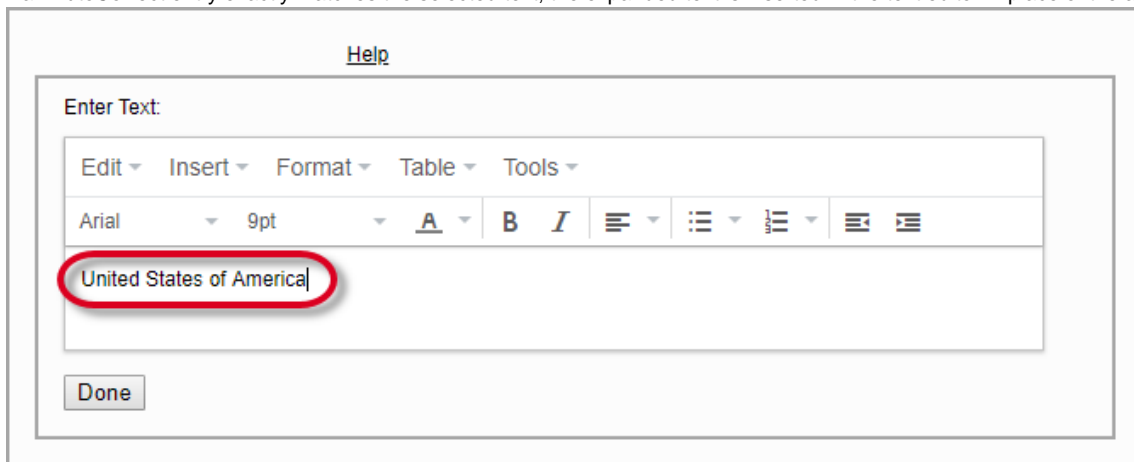 Help
Enter Text:
Edit Insert Format Table Tools
Arial 9pt A B I
United States of America
Done